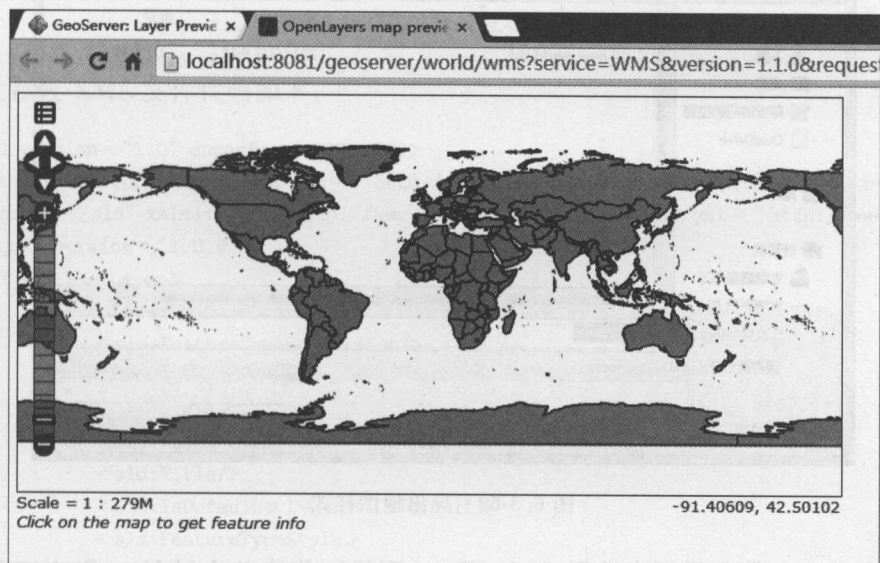 GeoServer: Layer Previe
OpenLayers map previe
localhost:8081/geoserver/world/wms?service=WMS&version=1.1.0&request
Scale = 1 : 279M
-91.40609, 42.50102
Click on the map to get feature info